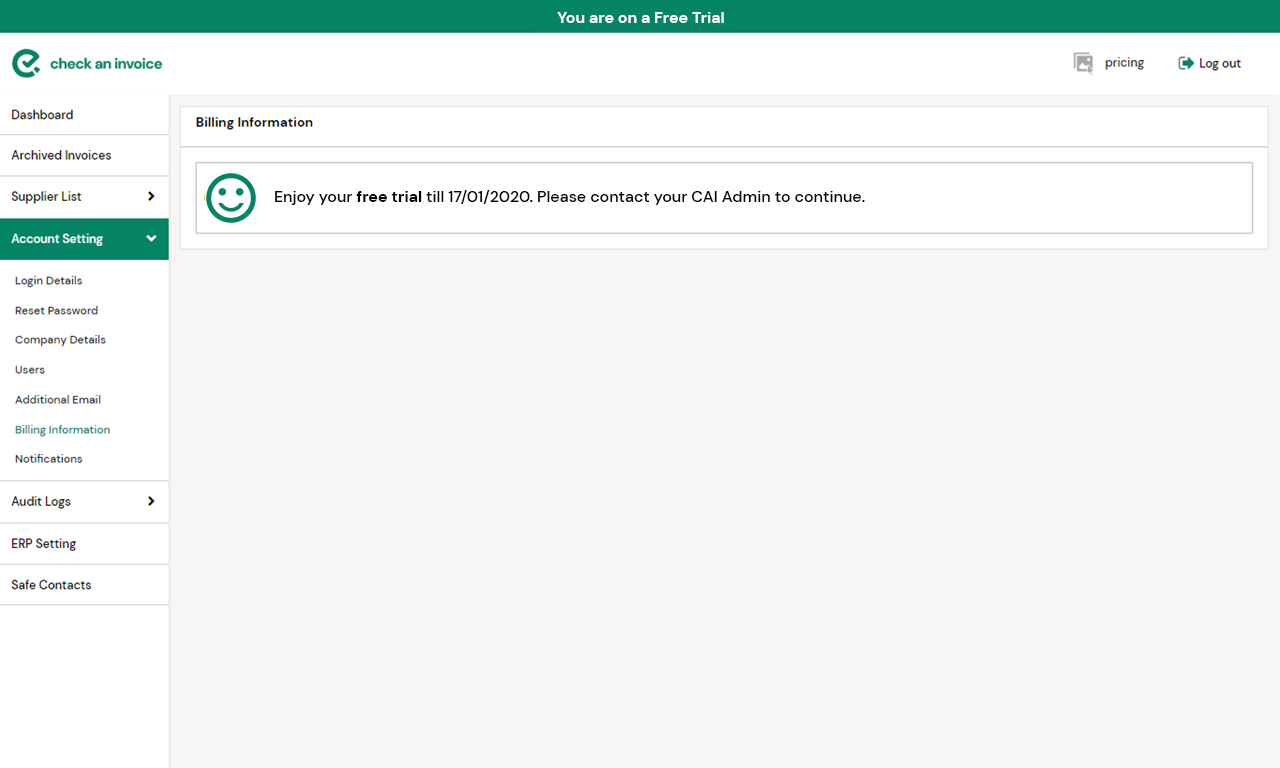 You are on a Free Trial
check an invoice
pricing
Log out
Dashboard
Archived Invoices
Supplier List
Account Setting
Login Details
Reset Password
Company Details
Users
Additional Email
Billing Information
Notifications
Audit Logs
ERP Setting
Safe Contacts
Billing Information
Enjoy your free trial till 17/01/2020. Please contact your CAI Admin to continue.